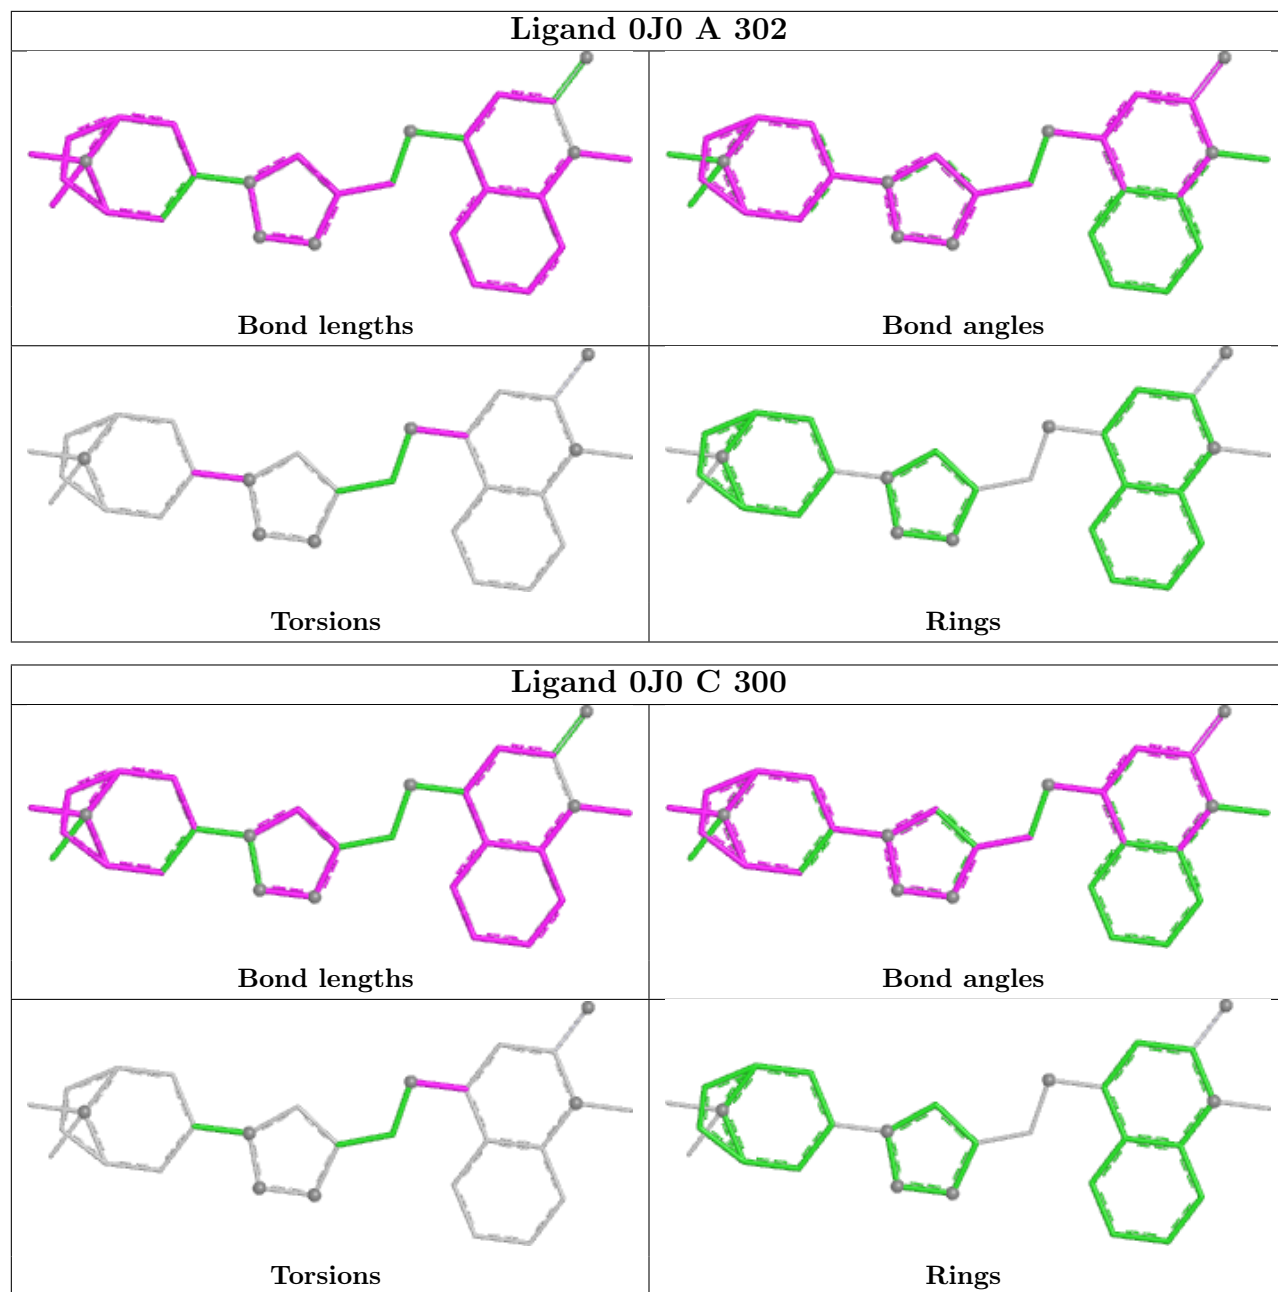 Ligand 0J0 A 302
Bond lengths
Bond angles
Torsions
Rings
Ligand 0J0 C 300
Bond lengths
Bond angles
Torsions
Rings